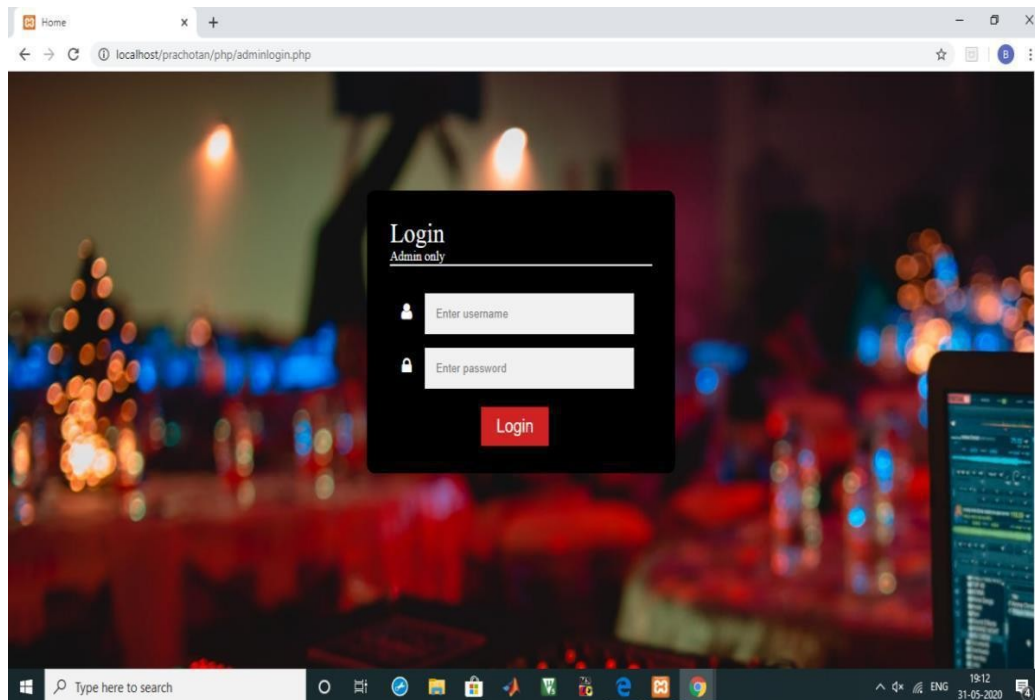 Home
localhost/prachotan/php/adminlogin.php
B
Login
Admin only
Enter username
Enter password
Login
Type here to search
ENG
19:12
31-05-2020
4